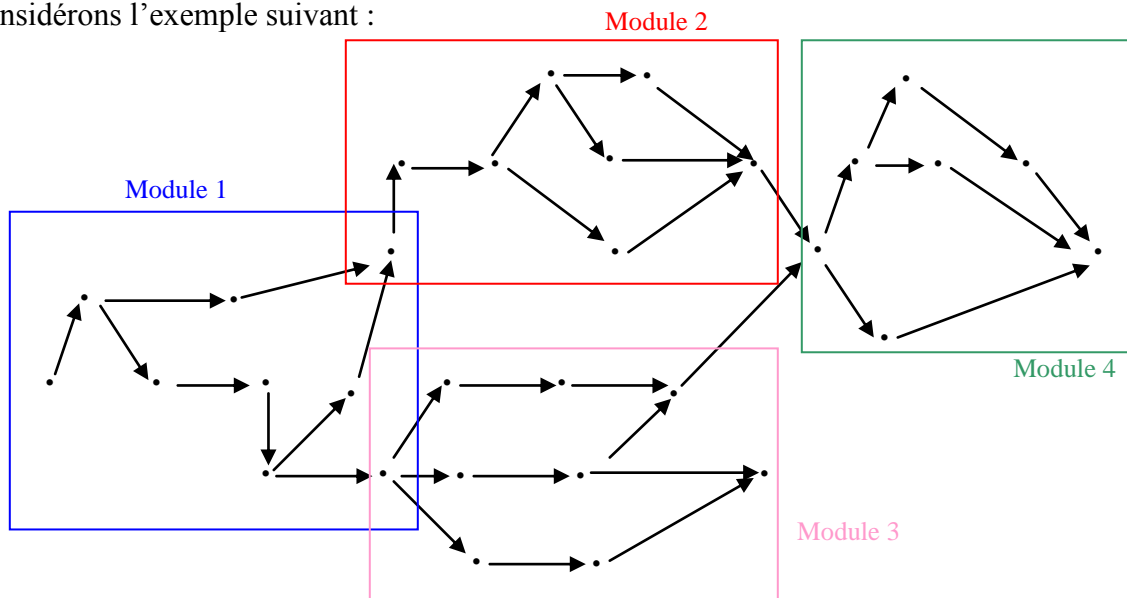 nsidérons l’exemple suivant :
Module 2
Module 1
Module 4
Module 3